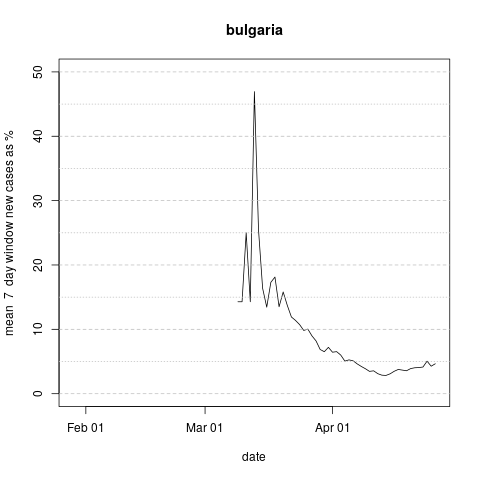 bulgaria
mean  7  day window new cases as %
50
40
30
20
10
0
Feb 01
Mar 01
Apr 01
date